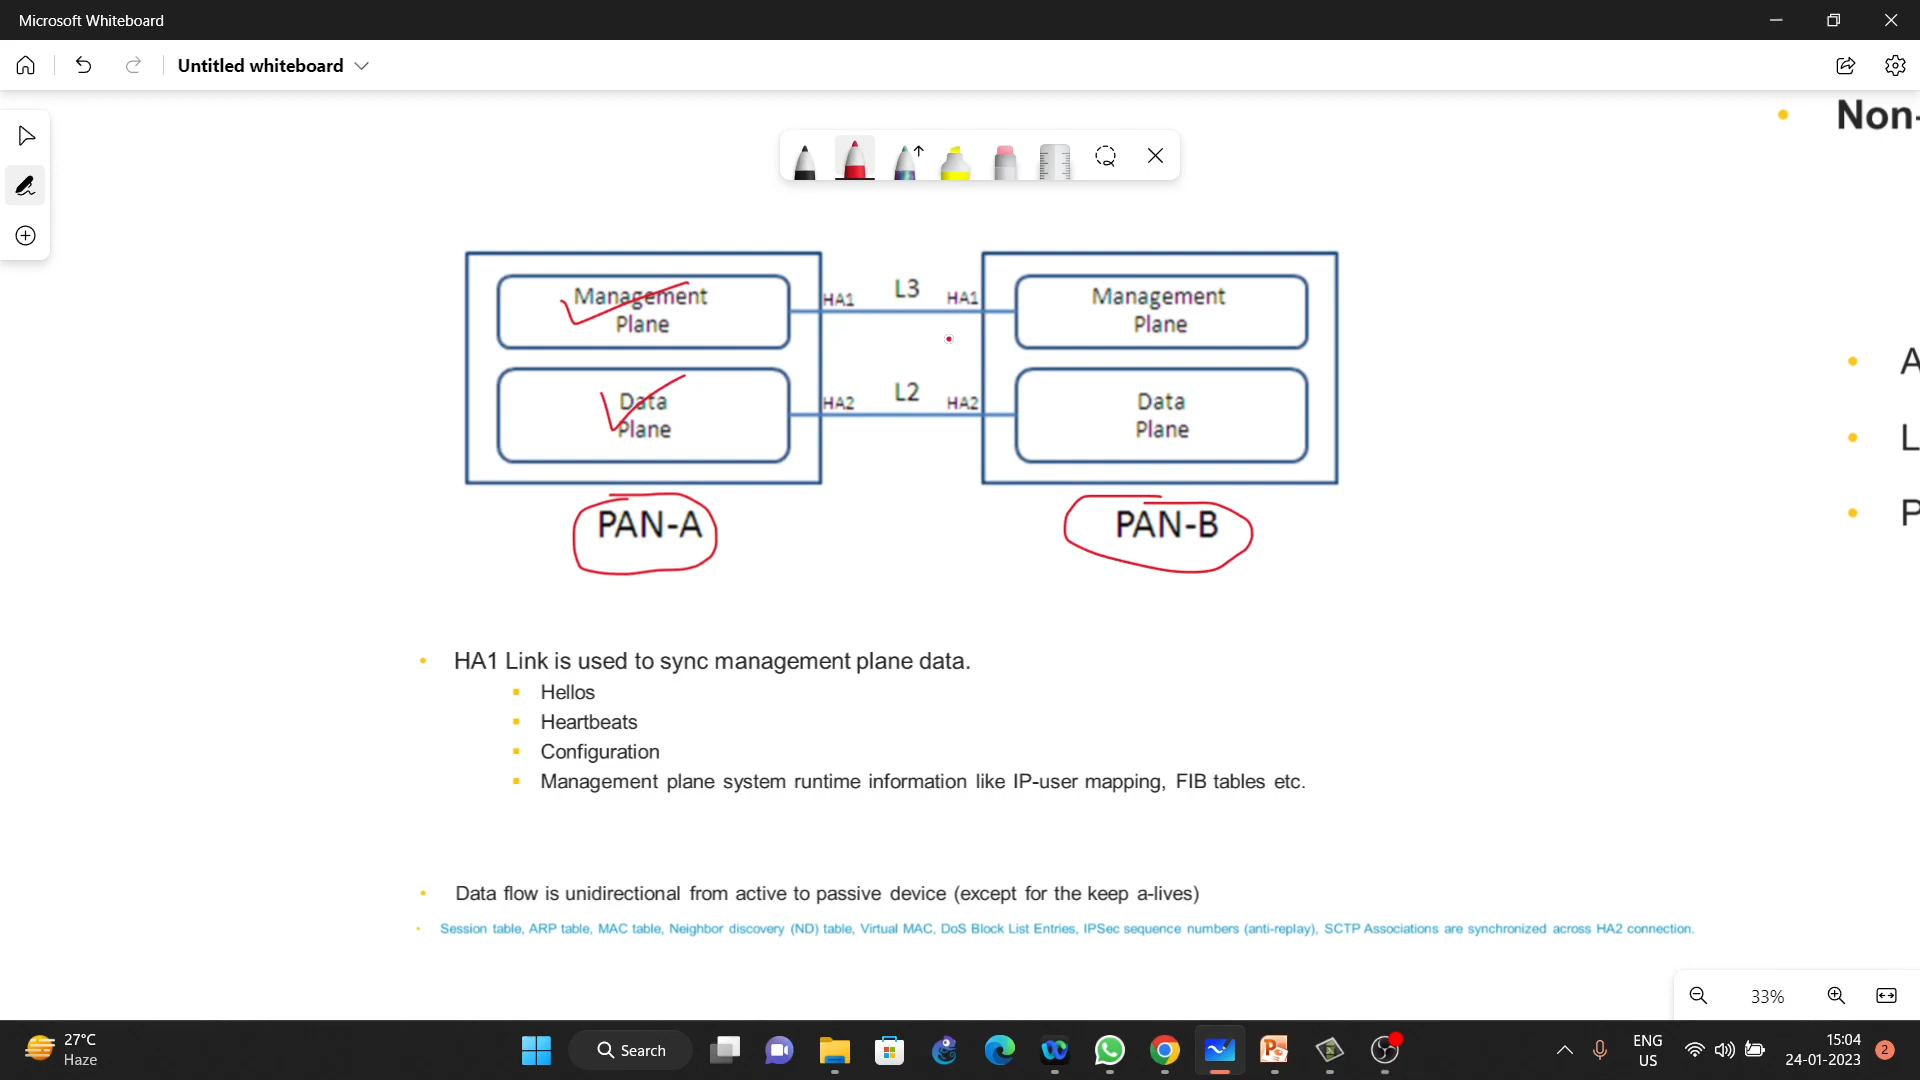 Microsoft Whiteboard
Untitled whiteboard
Non-
Management
Plane
HA1
L3
HA1
Management
Plane
Data
Plane
HA2
L2
HA2
Data
Plane
PAN-A
PAN-B
A
L
P
HA1 Link is used to sync management plane data.
Hellos
Heartbeats
Configuration
Management plane system runtime information like IP-user mapping, FIB tables etc.
Data flow is unidirectional from active to passive device (except for the keep a-lives)
Session table, ARP table, MAC table, Neighbor discovery (ND) table, Virtual MAC, DoS Block List Entries, IPSec sequence numbers (anti-replay), SCTP Associations are synchronized across HA2 connection.
33%
27°C
Haze
Search
ENG
US
15:04
24-01-2023
2